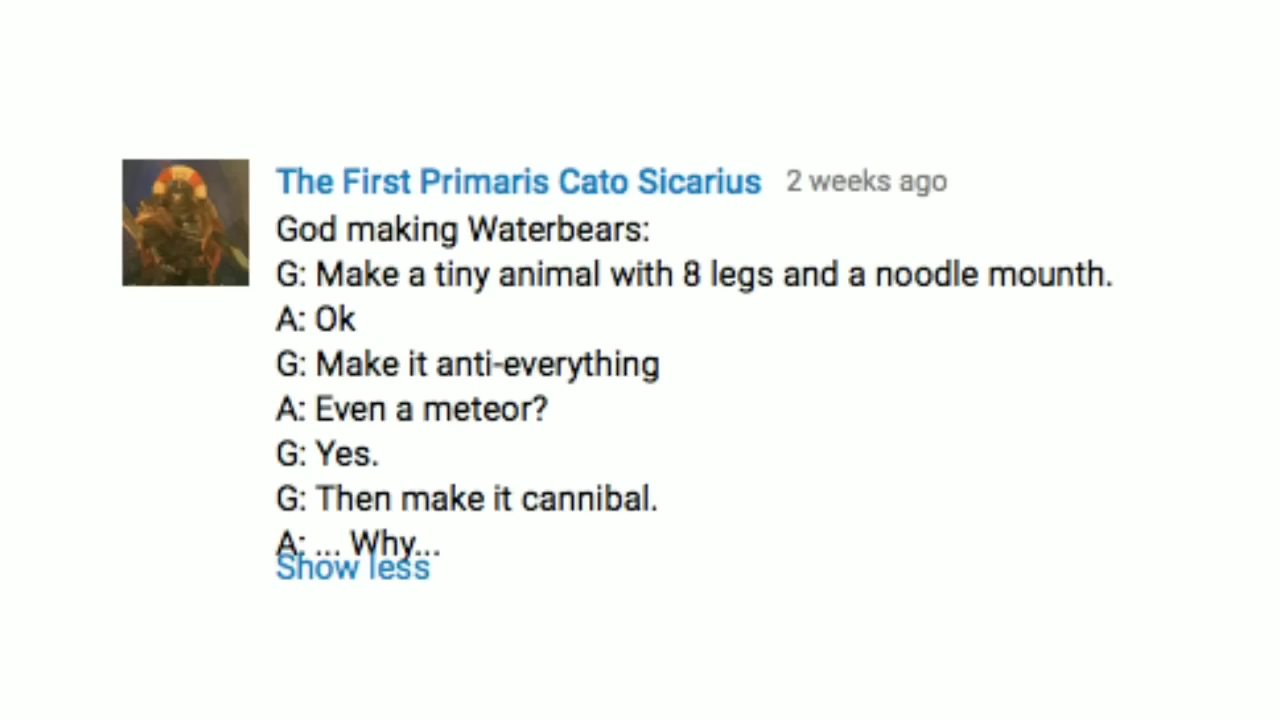 The First Primaris Cato Sicarius 2 weeks ago
God making Waterbears:
G: Make a tiny animal with 8 legs and a noodle mounth.
A: Ok
G: Make it anti-everything
A: Even a meteor?
G: Yes.
G: Then make it cannibal.
A: ... Why...
Show less